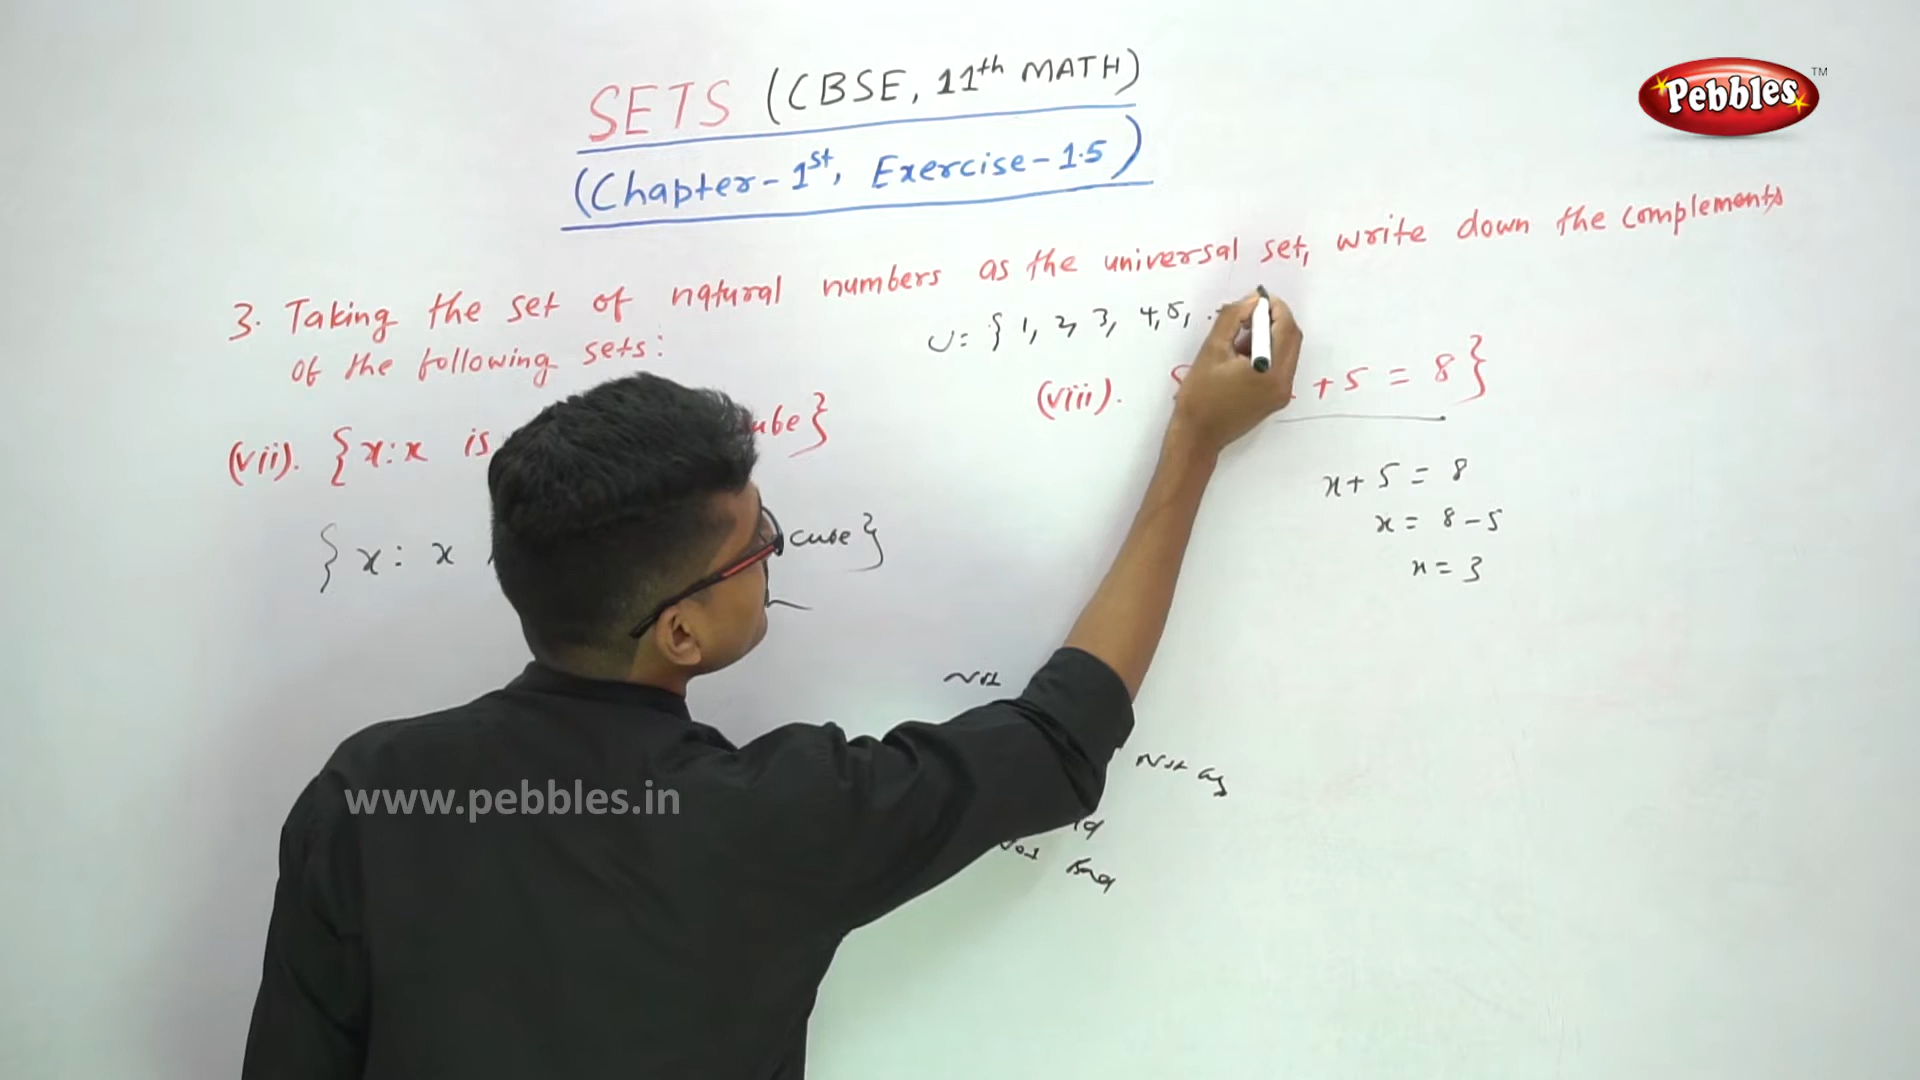 SETS (CBSE, 11th MATH)
(Chapter-1st, Exercise-1.5)
Pebbles TM
3. Taking the set of natural numbers as the universal set, write down the complements
of the following sets:
U = { 1, 2, 3, 4, 5,
(vii). {x:x is cube}
(viii). { + 5 = 8}
{ x : x cube}
x + 5 = 8
x = 8 - 5
x = 3
www.pebbles.in